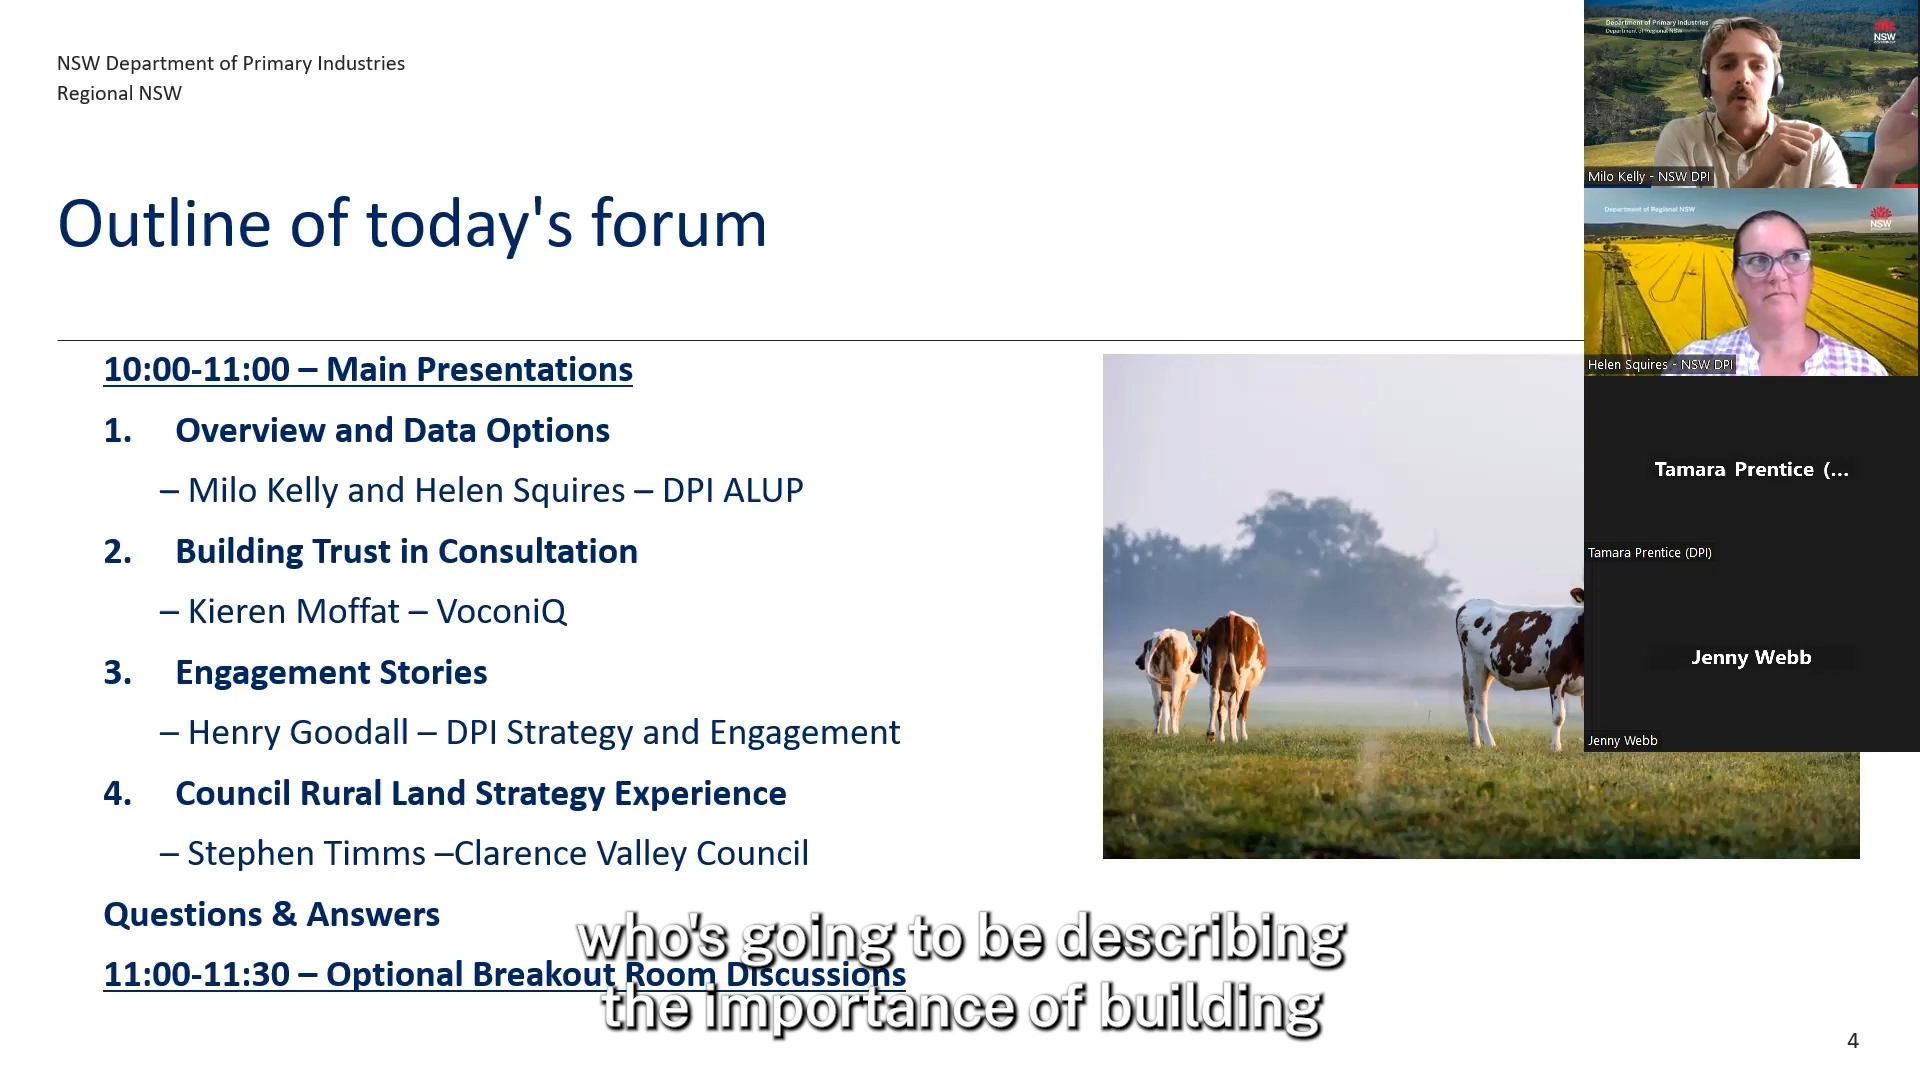 NSW Department of Primary Industries
Regional NSW
Outline of today's forum
10:00-11:00 – Main Presentations
1. Overview and Data Options
– Milo Kelly and Helen Squires – DPI ALUP
2. Building Trust in Consultation
– Kieren Moffat – VoconiQ
3. Engagement Stories
– Henry Goodall – DPI Strategy and Engagement
4. Council Rural Land Strategy Experience
– Stephen Timms –Clarence Valley Council
Questions & Answers
11:00-11:30 – Optional Breakout Room Discussions
who's going to be describing
the importance of building
4
Department of Primary Industries
Department of Regional NSW
NSW
Milo Kelly - NSW DPI
Department of Regional NSW
NSW
Helen Squires - NSW DPI
Tamara Prentice (...
Tamara Prentice (DPI)
Jenny Webb
Jenny Webb